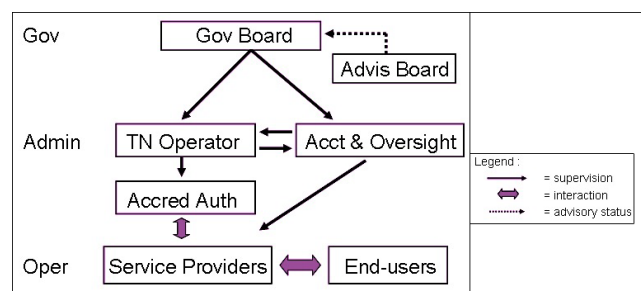 Gov
Gov Board
Advis Board
Admin
TN Operator
Acct & Oversight
Accred Auth
Oper
Service Providers
End-users
Legend :
= supervision
= interaction
= advisory status